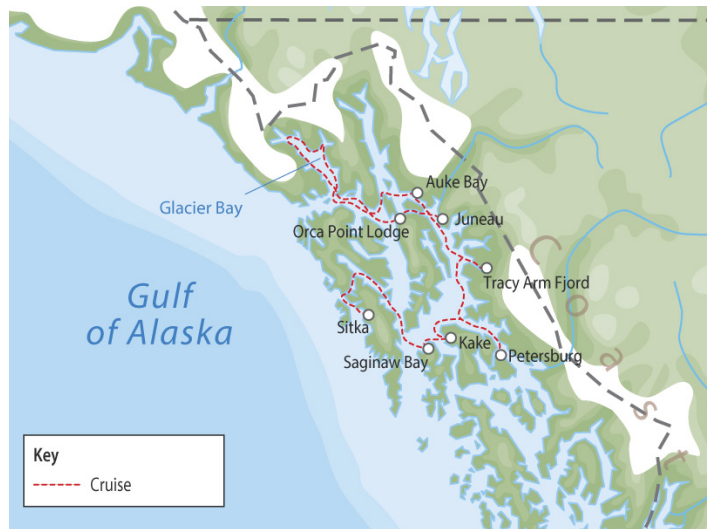 Auke Bay
Glacier Bay
Orca Point Lodge
Juneau
Tracy Arm Fjord
Gulf
of Alaska
Sitka
Kake
Saginaw Bay
Petersburg
C o a s t
Key
Cruise